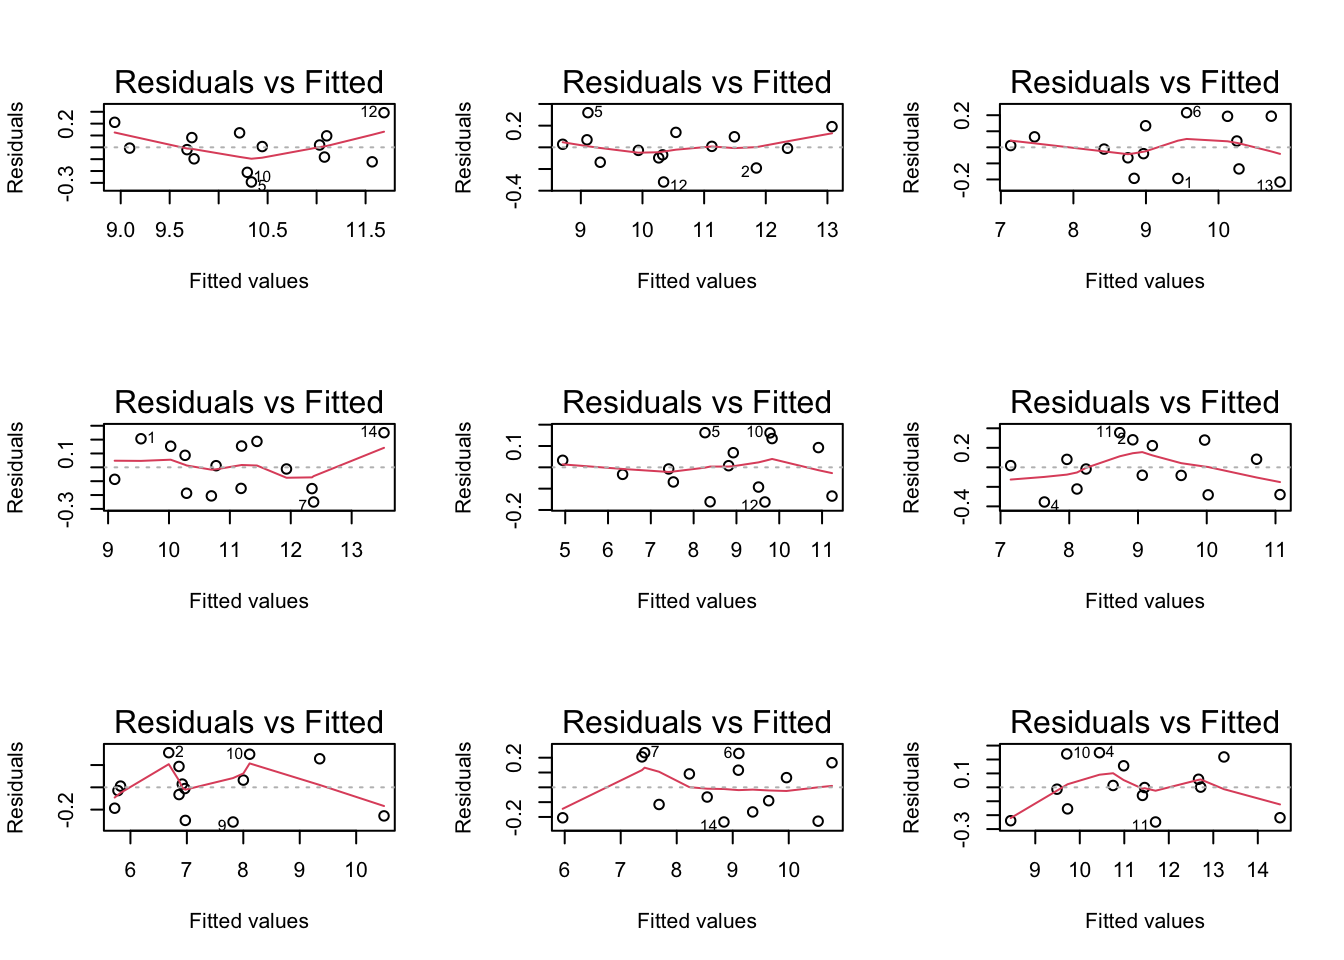 Residuals vs Fitted
Residuals
0.2
-0.3
12
10
5
9.0 9.5 10.5 11.5
Fitted values
Residuals vs Fitted
Residuals
0.2
-0.4
5
2
12
9 10 11 12 13
Fitted values
Residuals vs Fitted
Residuals
0.2
-0.2
6
1
13
7 8 9 10
Fitted values
Residuals vs Fitted
Residuals
0.1
-0.3
1
14
7
9 10 11 12 13
Fitted values
Residuals vs Fitted
Residuals
0.1
-0.2
5
10
12
5 6 7 8 9 10 11
Fitted values
Residuals vs Fitted
Residuals
0.2
-0.4
11
2
4
7 8 9 10 11
Fitted values
Residuals vs Fitted
Residuals
-0.2
2
10
9
6 7 8 9 10
Fitted values
Residuals vs Fitted
Residuals
0.2
-0.2
7
6
14
6 7 8 9 10
Fitted values
Residuals vs Fitted
Residuals
0.1
-0.3
10
4
11
9 10 11 12 13 14
Fitted values